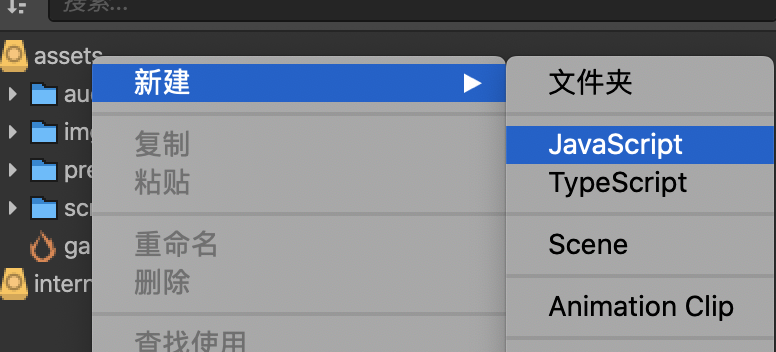 搜索...
assets
新建
文件夹
au
复制
JavaScript
img
粘贴
TypeScript
pre
重命名
Scene
scr
删除
ga
intern
Animation Clip
查找使用